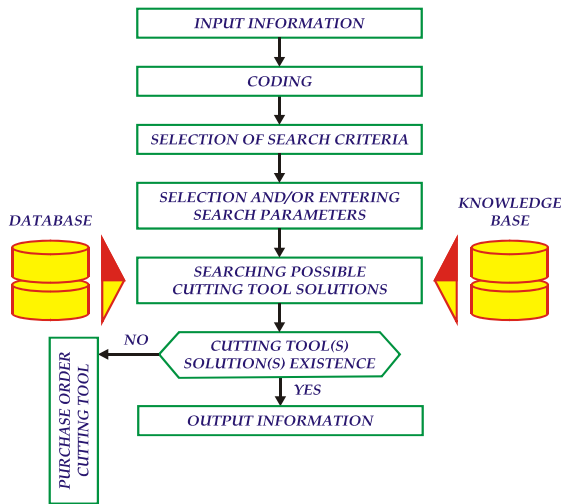 INPUT INFORMATION
CODING
SELECTION OF SEARCH CRITERIA
SELECTION AND/OR ENTERING
SEARCH PARAMETERS
DATABASE
KNOWLEDGE
BASE
SEARCHING POSSIBLE
CUTTING TOOL SOLUTIONS
CUTTING TOOL(S)
SOLUTION(S) EXISTENCE
NO
YES
PURCHASE ORDER
CUTTING TOOL
OUTPUT INFORMATION